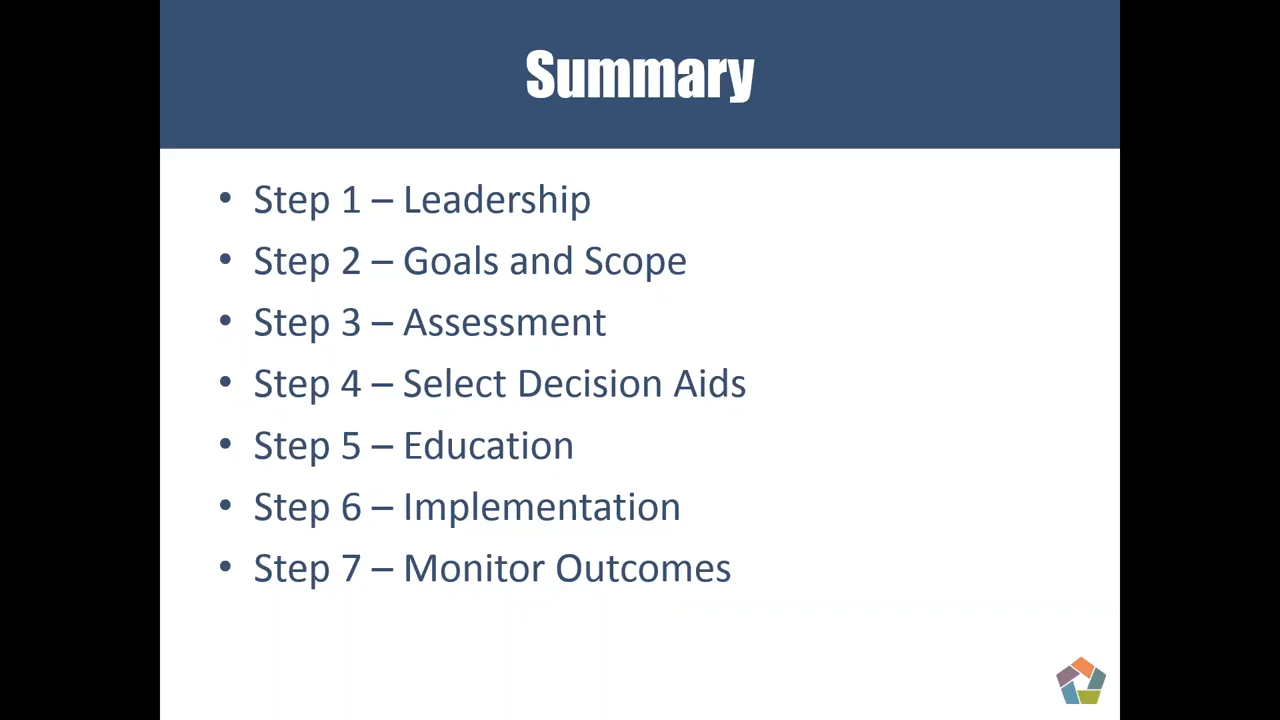 Summary
• Step 1 – Leadership
• Step 2 – Goals and Scope
• Step 3 – Assessment
• Step 4 – Select Decision Aids
• Step 5 – Education
• Step 6 – Implementation
• Step 7 – Monitor Outcomes